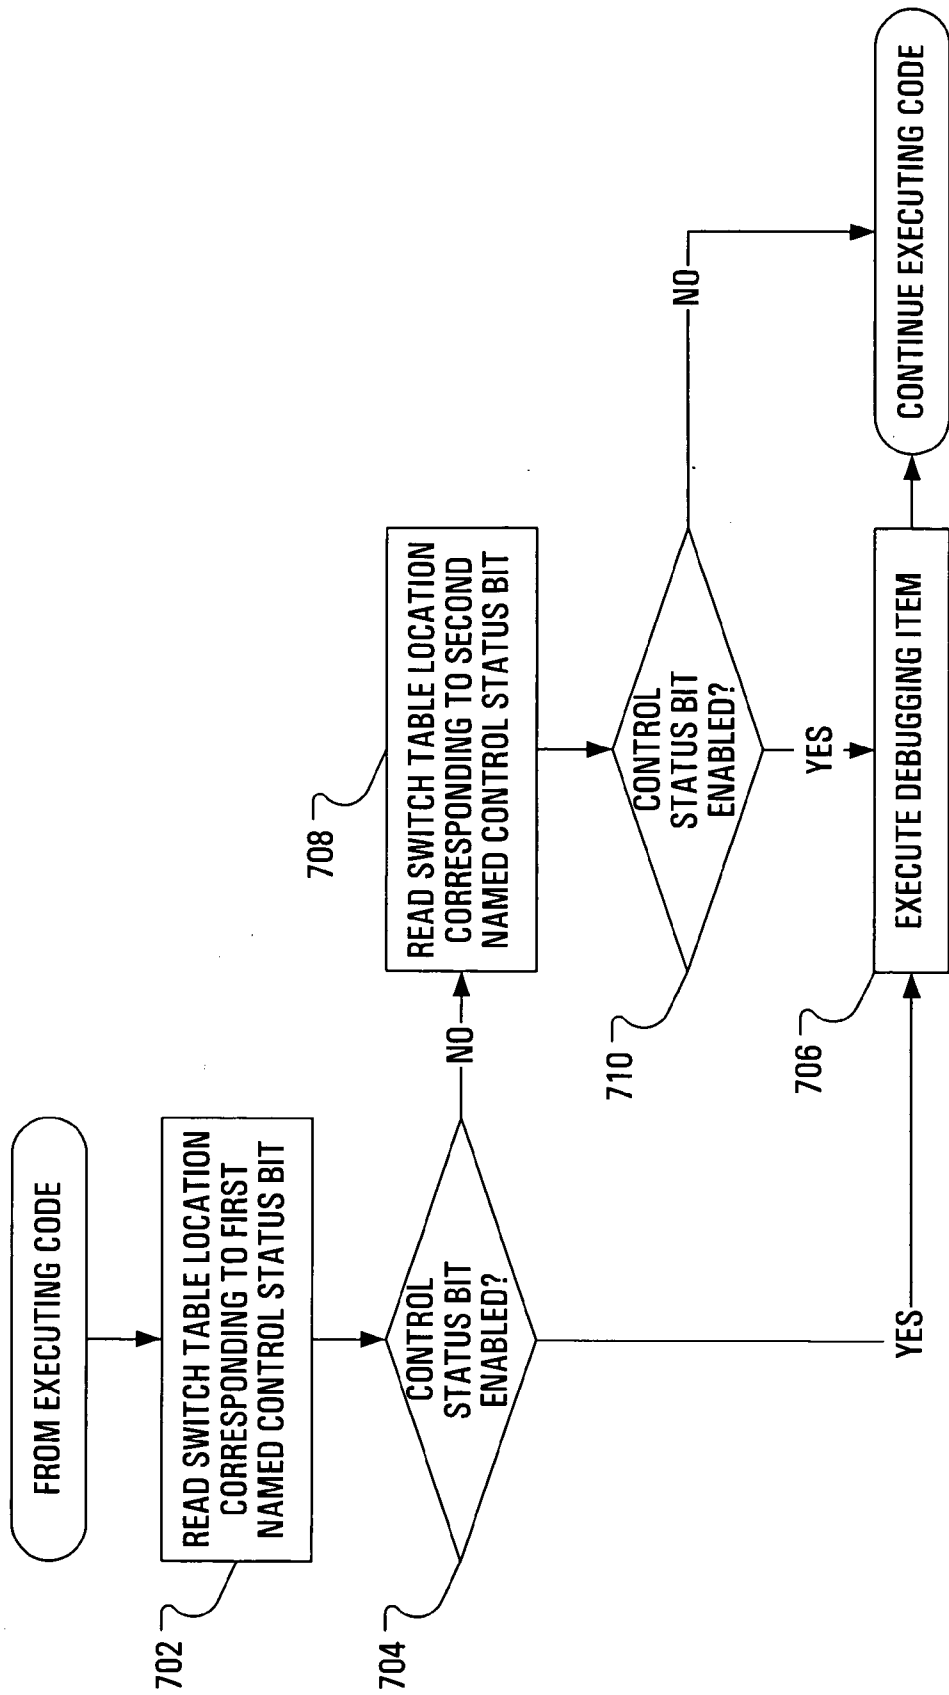 FROM EXECUTING CODE
READ SWITCH TABLE LOCATION
CORRESPONDING TO FIRST
NAMED CONTROL STATUS BIT
702
CONTROL
STATUS BIT
ENABLED?
704
NO
YES
READ SWITCH TABLE LOCATION
CORRESPONDING TO SECOND
NAMED CONTROL STATUS BIT
708
CONTROL
STATUS BIT
ENABLED?
710
NO
YES
EXECUTE DEBUGGING ITEM
706
CONTINUE EXECUTING CODE